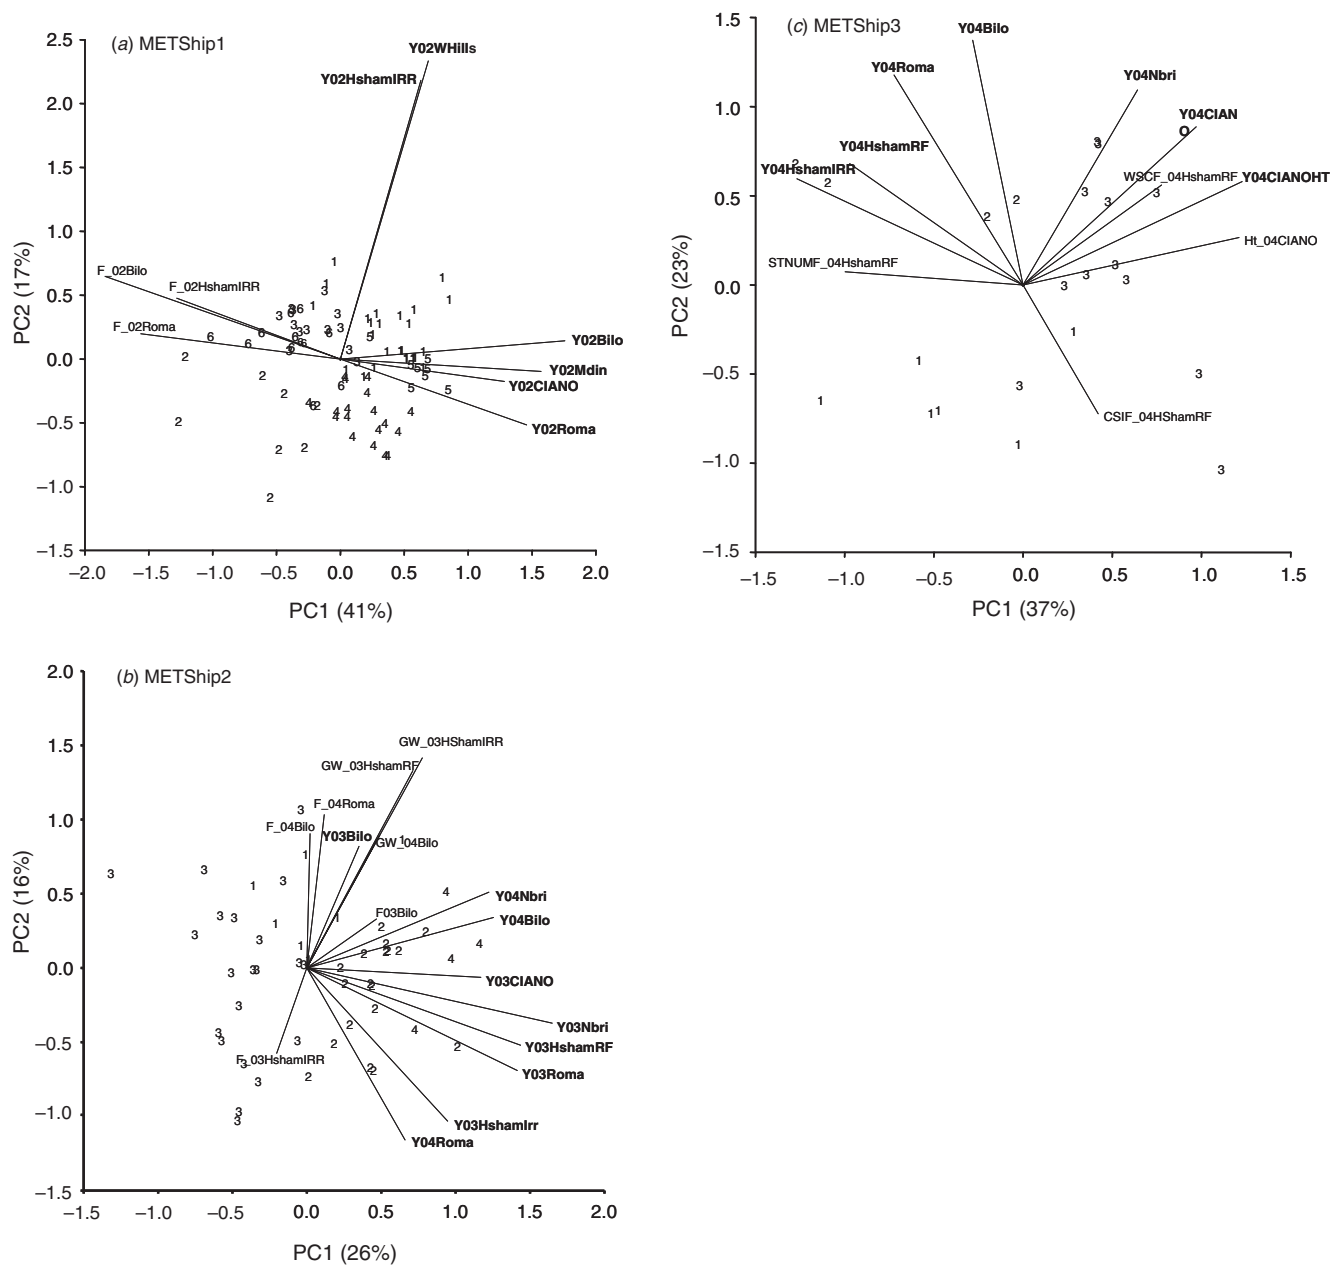 (a) METShip1
2.5
2.0
1.5
1.0
0.5
0.0
–0.5
–1.0
–1.5
PC2 (17%)
Y02WHills
Y02HshamIRR
F_02Bilo
F_02HshamIRR
F_02Roma
Y02Bilo
Y02Mdin
Y02CIANO
Y02Roma
–2.0 –1.5 –1.0 –0.5 0.0 0.5 1.0 1.5 2.0
PC1 (41%)
(c) METShip3
1.5
1.0
0.5
0.0
–0.5
–1.0
–1.5
PC2 (23%)
Y04Bilo
Y04Roma
Y04Nbri
Y04CIAN
O
Y04HshamRF
Y04HshamIRR
WSCF_04HshamRF
Y04CIANOHT
Ht_04CIANO
STNUMF_04HshamRF
CSIF_04HShamRF
–1.5 –1.0 –0.5 0.0 0.5 1.0 1.5
PC1 (37%)
(b) METShip2
2.0
1.5
1.0
0.5
0.0
–0.5
–1.0
–1.5
PC2 (16%)
GW_03HShamIRR
GW_03HshamRF
F_04Roma
F_04Bilo
Y03Bilo
GW_04Bilo
F03Bilo
Y04Nbri
Y04Bilo
Y03CIANO
Y03Nbri
Y03HshamRF
Y03Roma
F_03HshamIRR
Y03HshamIrr
Y04Roma
–1.5 –1.0 –0.5 0.0 0.5 1.0 1.5 2.0
PC1 (26%)